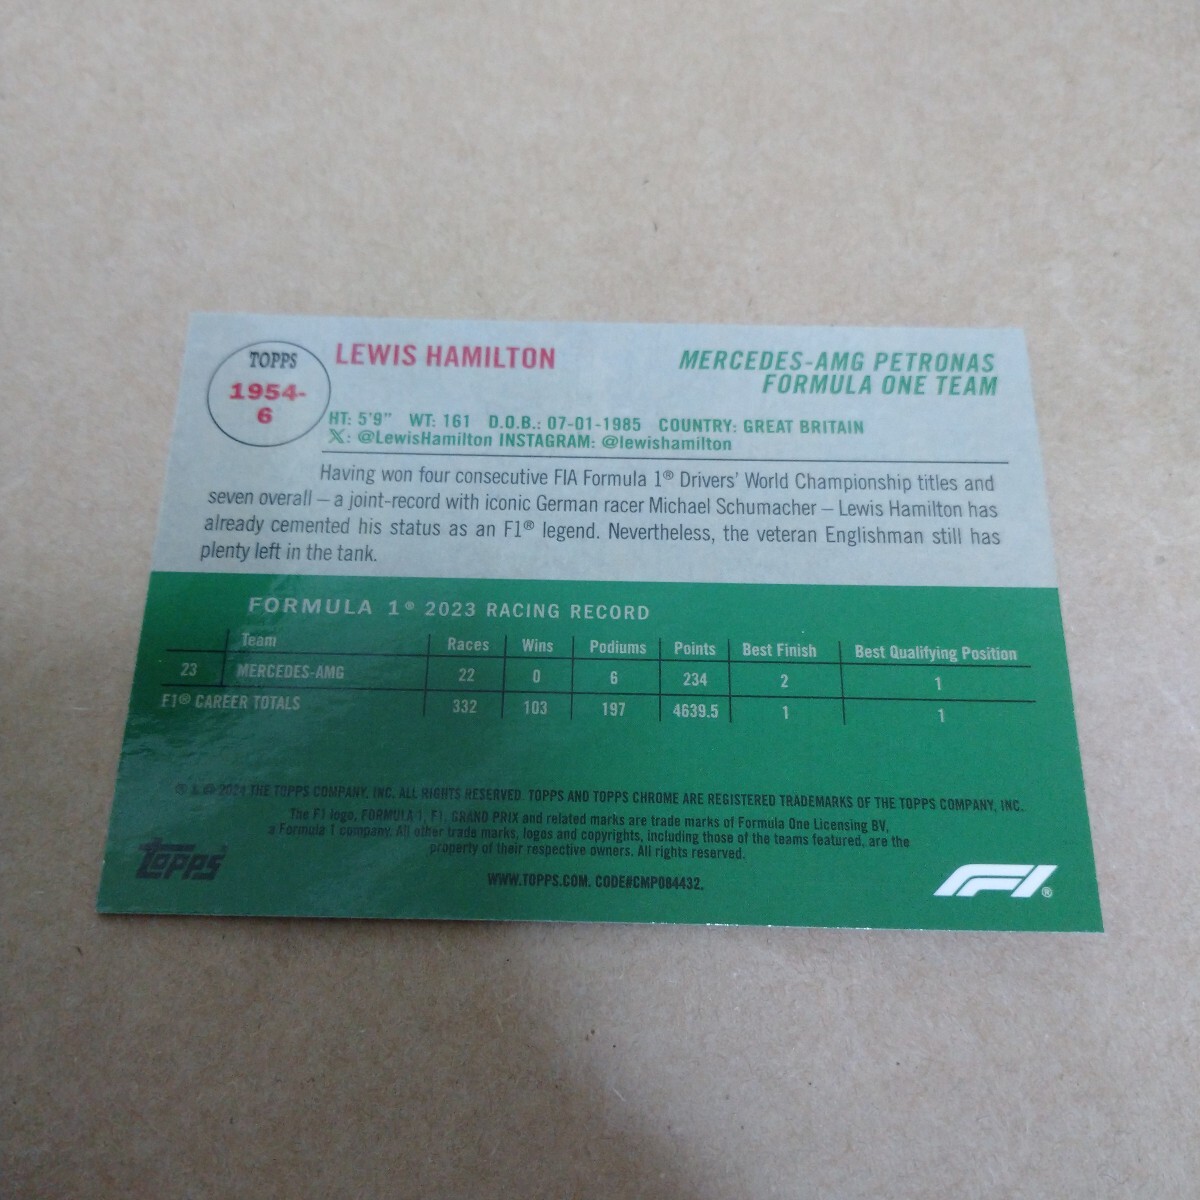 TOPPS
1954-
6
LEWIS HAMILTON
MERCEDES-AMG PETRONAS
FORMULA ONE TEAM
HT: 5'9" WT: 161 D.O.B.: 07-01-1985 COUNTRY: GREAT BRITAIN
X: @LewisHamilton INSTAGRAM: @lewishamilton
Having won four consecutive FIA Formula 1® Drivers' World Championship titles and
seven overall – a joint-record with iconic German racer Michael Schumacher – Lewis Hamilton has
already cemented his status as an F1® legend. Nevertheless, the veteran Englishman still has
plenty left in the tank.
FORMULA 1® 2023 RACING RECORD
Team Races Wins Podiums Points Best Finish Best Qualifying Position
23 MERCEDES-AMG 22 0 6 234 2 1
F1® CAREER TOTALS 332 103 197 4639.5 1 1
® & © 2024 THE TOPPS COMPANY, INC. ALL RIGHTS RESERVED. TOPPS AND TOPPS CHROME ARE REGISTERED TRADEMARKS OF THE TOPPS COMPANY, INC.
The F1 logo, FORMULA 1, F1, GRAND PRIX and related marks are trade marks of Formula One Licensing BV,
a Formula 1 company. All other trade marks, logos and copyrights, including those of the teams featured, are the
property of their respective owners. All rights reserved.
WWW.TOPPS.COM. CODE#CMP084432.
topps
F1®